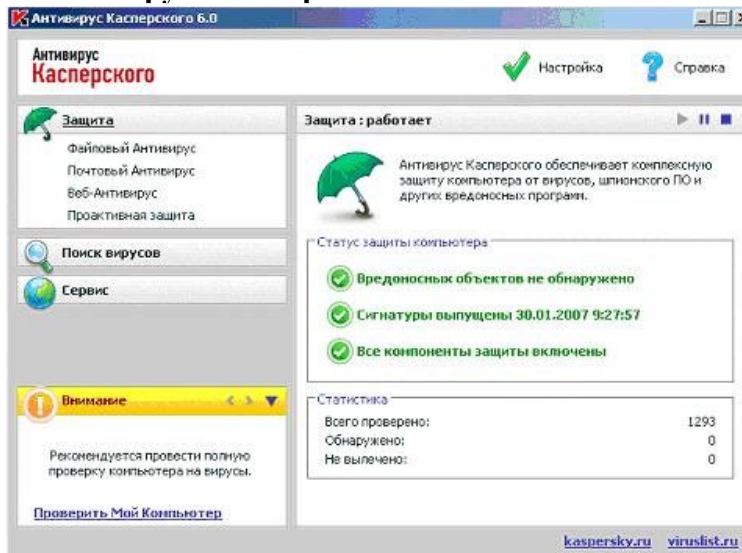 Антивирус Касперского 6.0
Антивирус
Касперского
Настройка
Справка
Защита
Файловый Антивирус
Почтовый Антивирус
Веб-Антивирус
Проактивная защита
Поиск вирусов
Сервис
Внимание
Рекомендуется провести полную
проверку компьютера на вирусы.
Проверить Мой Компьютер
Защита : работает
Антивирус Касперского обеспечивает комплексную
защиту компьютера от вирусов, шпионского ПО и
других вредоносных программ.
Статус защиты компьютера
Вредоносных объектов не обнаружено
Сигнатуры выпущены 30.01.2007 9:27:57
Все компоненты защиты включены
Статистика
Всего проверено: 1293
Обнаружено: 0
Не вылечено: 0
kaspersky.ru viruslist.ru